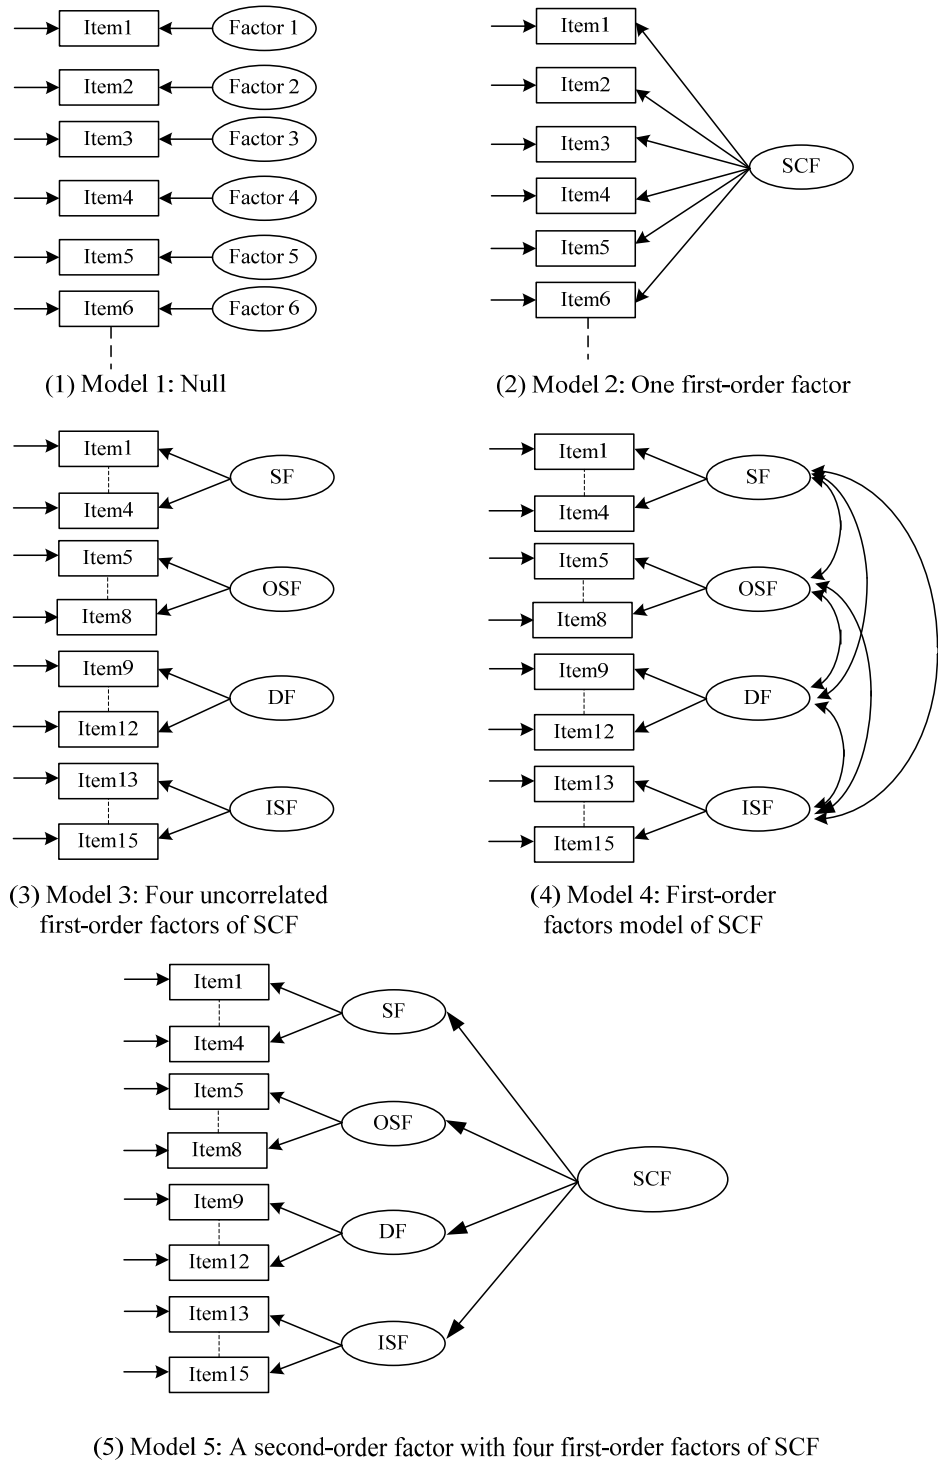 Item1
Factor 1
Item2
Factor 2
Item3
Factor 3
Item4
Factor 4
Item5
Factor 5
Item6
Factor 6
(1) Model 1: Null
Item1
Item2
Item3
SCF
Item4
Item5
Item6
(2) Model 2: One first-order factor
Item1
SF
Item4
Item5
OSF
Item8
Item9
DF
Item12
Item13
ISF
Item15
(3) Model 3: Four uncorrelated
first-order factors of SCF
Item1
SF
Item4
Item5
OSF
Item8
Item9
DF
Item12
Item13
ISF
Item15
(4) Model 4: First-order
factors model of SCF
Item1
SF
Item4
Item5
OSF
Item8
SCF
Item9
DF
Item12
Item13
ISF
Item15
(5) Model 5: A second-order factor with four first-order factors of SCF